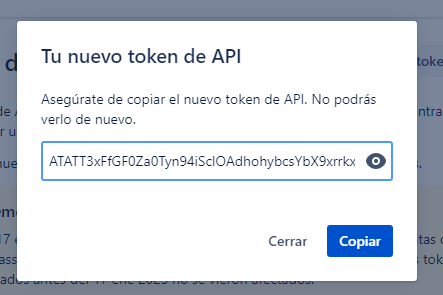 Tu nuevo token de API
Asegúrate de copiar el nuevo token de API. No podrás
verlo de nuevo.
ATATT3xFfGF0Za0Tyn94iSclOAdhohybcsYbX9xrrkx
Cerrar
Copiar